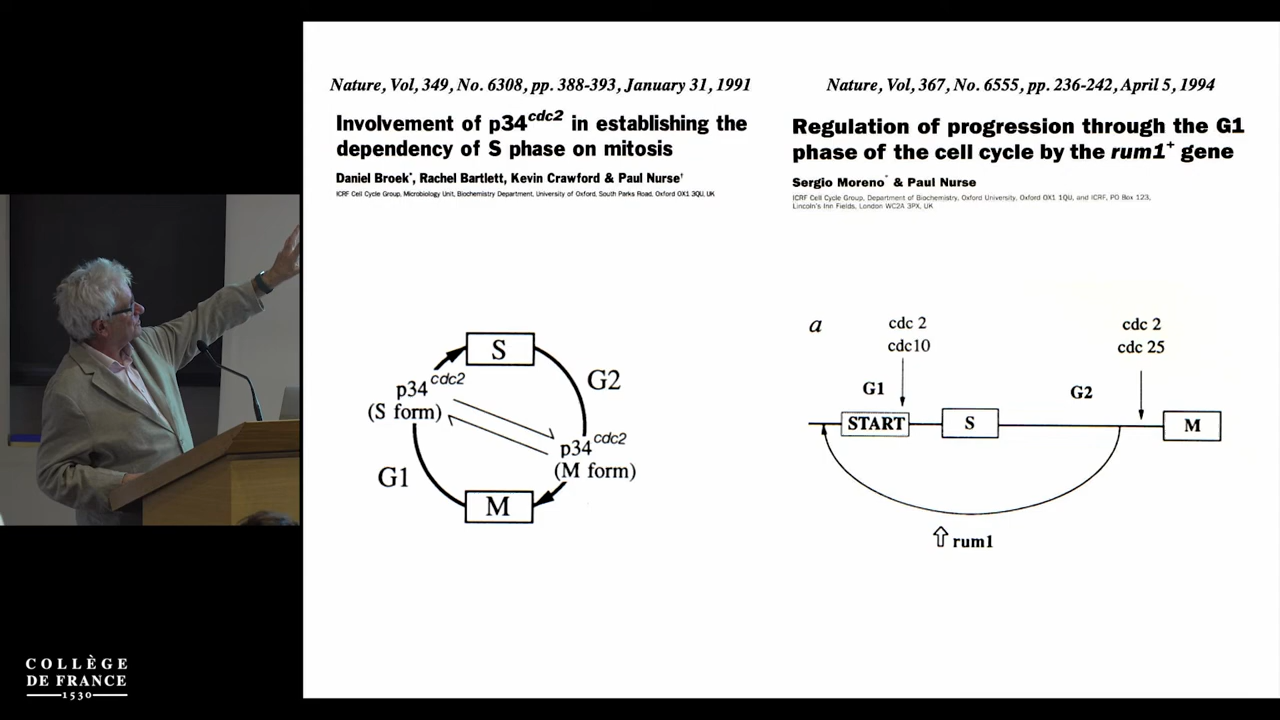 Nature, Vol, 349, No. 6308, pp. 388-393, January 31, 1991
Involvement of p34cdc2 in establishing the
dependency of S phase on mitosis
Daniel Broek*, Rachel Bartlett, Kevin Crawford & Paul Nurse†
ICRF Cell Cycle Group, Microbiology Unit, Biochemistry Department, University of Oxford, South Parks Road, Oxford OX1 3QU, UK
S
p34cdc2
(S form)
G2
p34cdc2
(M form)
G1
M
Nature, Vol, 367, No. 6555, pp. 236-242, April 5, 1994
Regulation of progression through the G1
phase of the cell cycle by the rum1+ gene
Sergio Moreno* & Paul Nurse
ICRF Cell Cycle Group, Department of Biochemistry, Oxford University, Oxford OX1 1QU, and ICRF, PO Box 123,
Lincoln's Inn Fields, London WC2A 3PX, UK
a
cdc 2
cdc10
cdc 2
cdc 25
G1
G2
START
S
M
rum1
COLLÈGE
DE FRANCE
1530